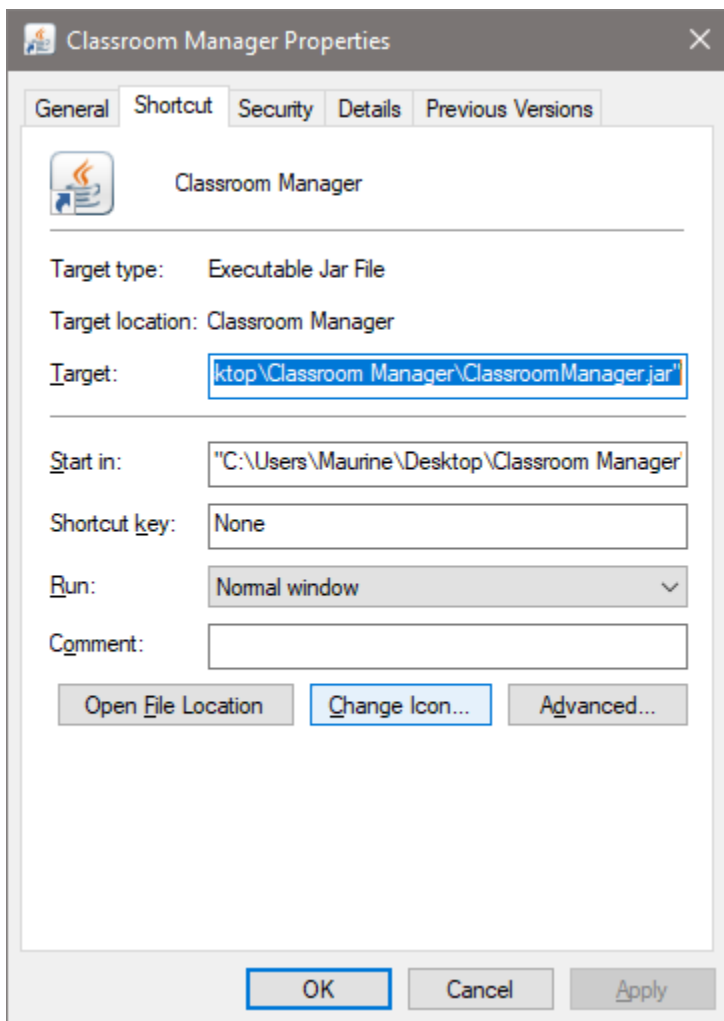 Classroom Manager Properties
General Shortcut Security Details Previous Versions
Classroom Manager
Target type: Executable Jar File
Target location: Classroom Manager
Target: ktop\Classroom Manager\ClassroomManager.jar"
Start in: "C:\Users\Maurine\Desktop\Classroom Manager"
Shortcut key: None
Run: Normal window
Comment:
Open File Location Change Icon... Advanced...
OK Cancel Apply